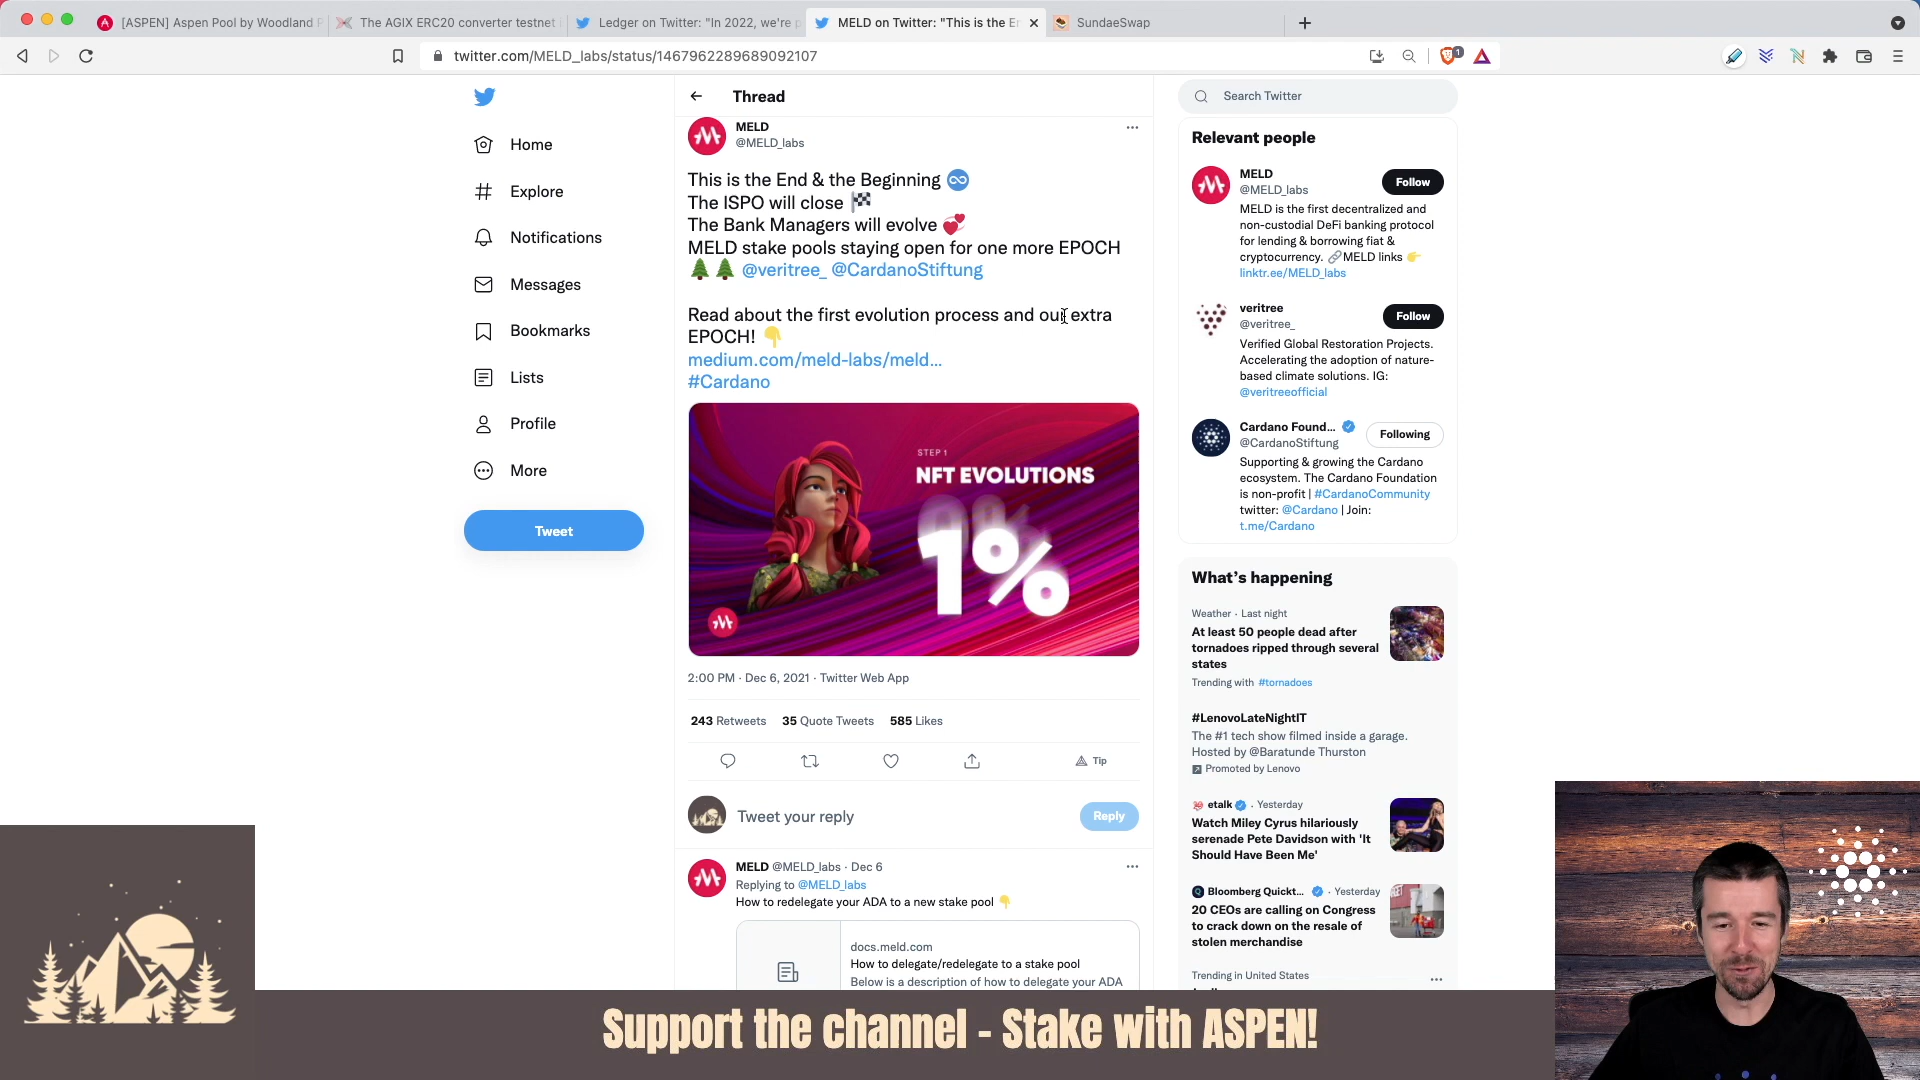 [ASPEN] Aspen Pool by Woodland P
The AGIX ERC20 converter testnet i
Ledger on Twitter: "In 2022, we're p
MELD on Twitter: "This is the En
SundaeSwap
twitter.com/MELD_labs/status/1467962289689092107
1
Home
Explore
Notifications
Messages
Bookmarks
Lists
Profile
More
Tweet
Thread
MELD
@MELD_labs
This is the End & the Beginning
The ISPO will close
The Bank Managers will evolve
MELD stake pools staying open for one more EPOCH
@veritree_ @CardanoStiftung
Read about the first evolution process and our extra
EPOCH!
medium.com/meld-labs/meld...
#Cardano
STEP 1
NFT EVOLUTIONS
1%
2:00 PM · Dec 6, 2021 · Twitter Web App
243 Retweets 35 Quote Tweets 585 Likes
Tip
Tweet your reply
Reply
MELD @MELD_labs · Dec 6
Replying to @MELD_labs
How to redelegate your ADA to a new stake pool
docs.meld.com
How to delegate/redelegate to a stake pool
Below is a description of how to delegate your ADA
Search Twitter
Relevant people
MELD
@MELD_labs
Follow
MELD is the first decentralized and
non-custodial DeFi banking protocol
for lending & borrowing fiat &
cryptocurrency. MELD links
linktr.ee/MELD_labs
veritree
@veritree_
Follow
Verified Global Restoration Projects.
Accelerating the adoption of nature-
based climate solutions. IG:
@veritreeofficial
Cardano Found...
@CardanoStiftung
Following
Supporting & growing the Cardano
ecosystem. The Cardano Foundation
is non-profit | #CardanoCommunity
twitter: @Cardano | Join:
t.me/Cardano
What's happening
Weather · Last night
At least 50 people dead after
tornadoes ripped through several
states
Trending with #tornadoes
#LenovoLateNightIT
The #1 tech show filmed inside a garage.
Hosted by @Baratunde Thurston
Promoted by Lenovo
etalk · Yesterday
Watch Miley Cyrus hilariously
serenade Pete Davidson with 'It
Should Have Been Me'
Bloomberg Quickt... · Yesterday
20 CEOs are calling on Congress
to crack down on the resale of
stolen merchandise
Trending in United States
Support the channel - Stake with ASPEN!